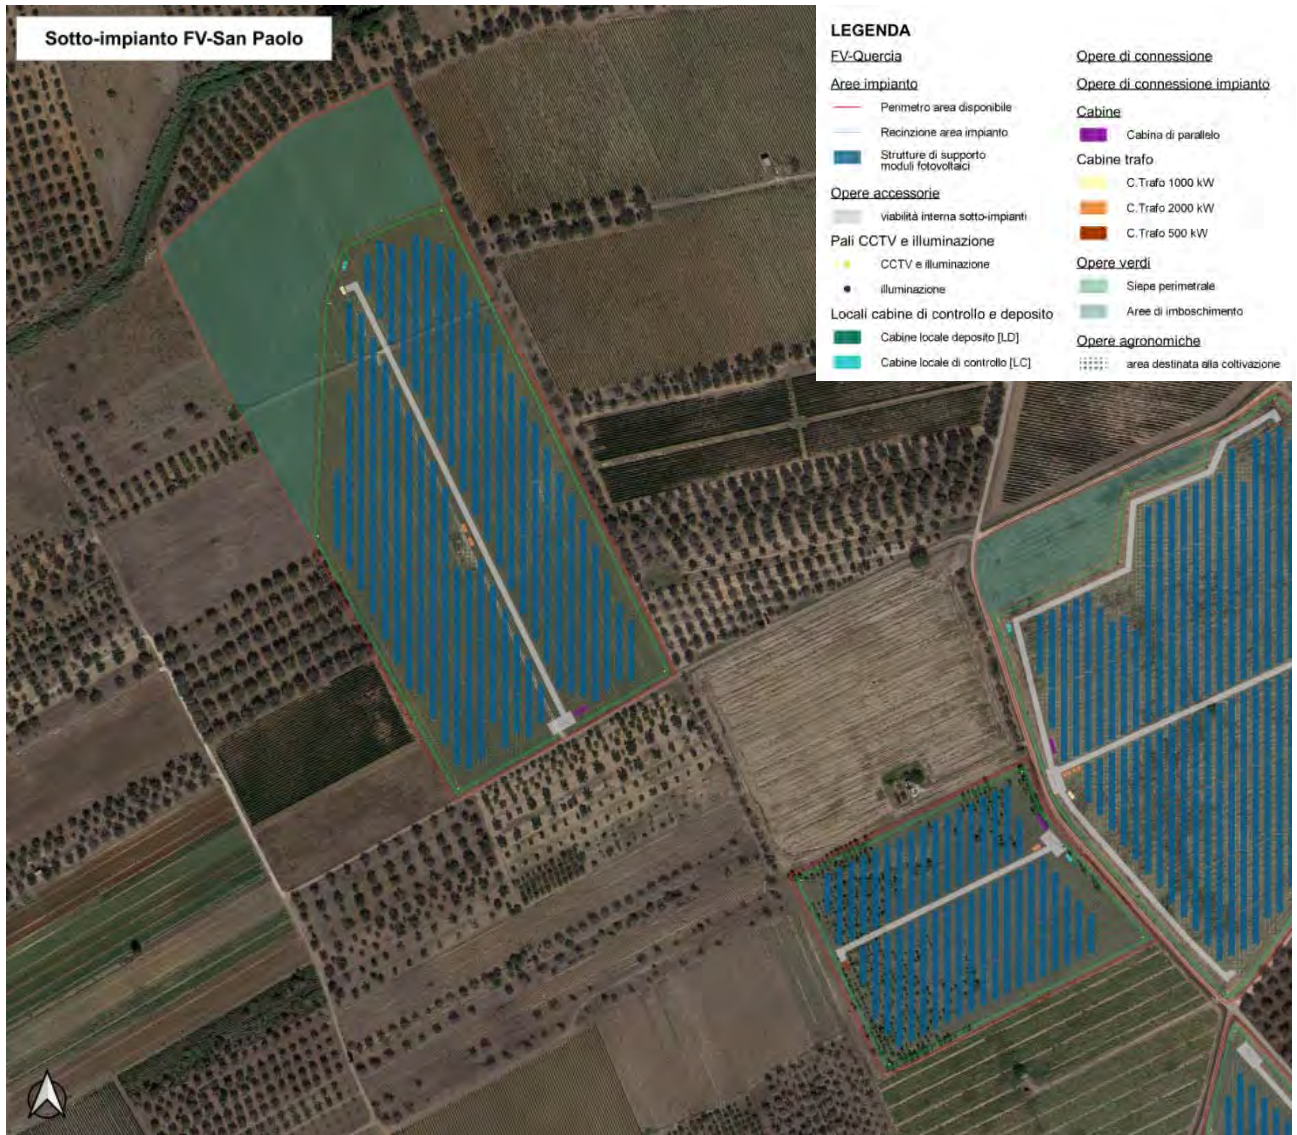 Sotto-impianto FV-San Paolo
LEGENDA
FV-Quercia
Aree impianto
Perimetro area disponibile
Recinzione area impianto
Strutture di supporto
moduli fotovoltaici
Opere accessorie
viabilità interna sotto-impianti
Pali CCTV e illuminazione
CCTV e illuminazione
illuminazione
Locali cabine di controllo e deposito
Cabine locale deposito [LD]
Cabine locale di controllo [LC]
Opere di connessione
Opere di connessione impianto
Cabine
Cabina di parallelo
Cabine trafo
C.Trafo 1000 kW
C.Trafo 2000 kW
C.Trafo 500 kW
Opere verdi
Siepe perimetrale
Aree di imboschimento
Opere agronomiche
area destinata alla coltivazione